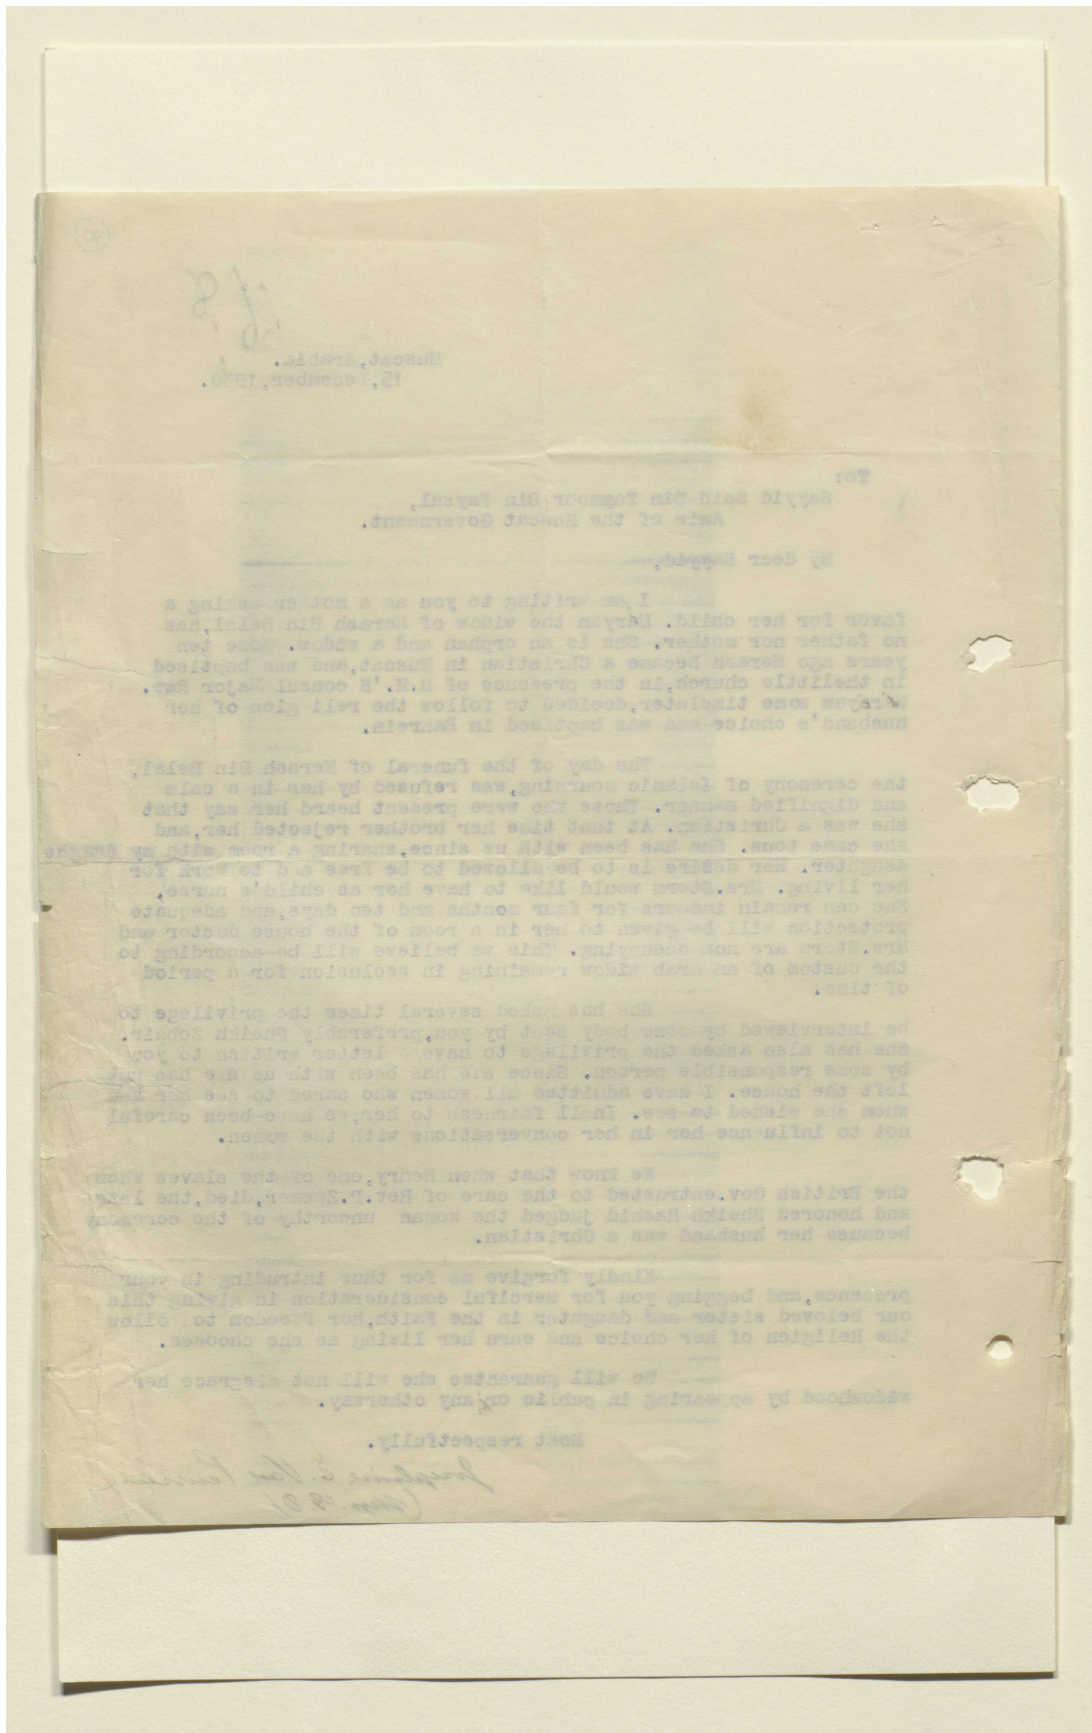 Muscat,Arabia.
15,December,1930.
To:
Sayyid Said Bin Taymoor Bin Faysul,
Amir of the Muscat Government.
My dear Sayyid,
I am writing to you as a mother asking a
favor for her child. Maryam the widow of Merash Bin Belal,has
no father nor mother. She is an orphan and a widow. Some ten
years ago Merash became a Christian in Muscat,and was baptised
in thelittle church,in the presence of H.M.'S consul Major Rae.
Marayam some timelater,decided to follow the reli gion of her
husband's choice and was baptised in Bahrein.
The day of the funeral of Merash Bin Belal,
the ceremony of Islamic mourning,was refused by her in a calm
and dignified manner. Those who were present heard her say that
she was a Christian. At that time her brother rejected her,and
she came tous. She has been with us since,sharing a room with my
daughter. Her desire is to be allowed to be free and to work for
her living. Mrs.Storm would like to have her as child's nurse,
She can remain indoors for four months and ten days,and adequate
protection will be given to her in a room of the house doctor and
Mrs.Storm are now occupying. This we believe will be according to
the custom of an Arab widow remaining in seclusion for a period
of time.
She has asked several times the privilege to
be interviewed by some body sent by you,preferably Sheikh Zobair.
She has also asked the privilege to have a letter written to you
by some responsible person. Since she has been with us she has not
left the house. I have admitted all women who cared to see her
whom she wished to see. Inall fairness to her,we have been careful
not to influ nce her in her conversations with the women.
We know that when Henry,one of the slaves whom
the British Gov.entrusted to the care of Rev.P.Zwemer,died,the late
and honored Sheikh Rashid judged the woman unworthy of the ceremony
because her husband was a Christian.
Kindly forgive me for thus intruding in your
presence,and begging you for merciful consideration in giving this
our beloved sister and daughter in the Faith,her freedom to follow
the Religion of her choice and earn her living as she chooses.
We will guarantee she will not disgrace her
widowhood by appearing in public or any otherway.
Most respectfully.
Josephine E. Van Peursem
(Mrs. G. D.)